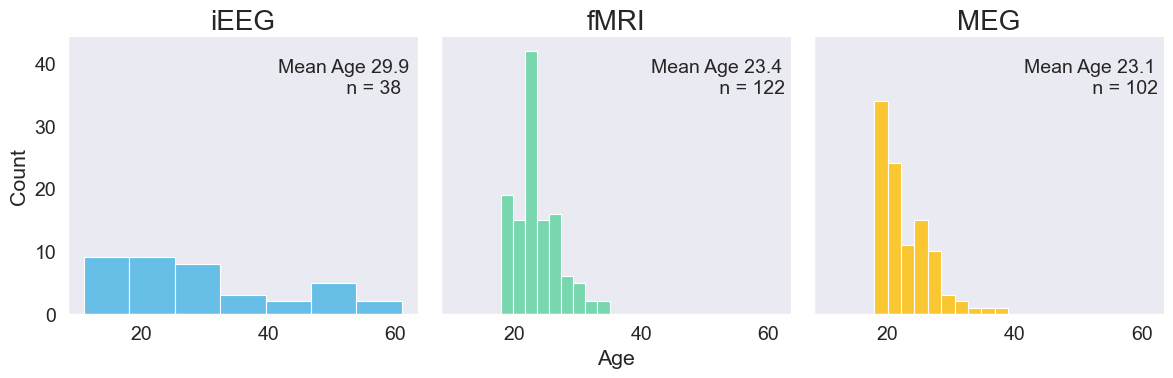 iEEG
fMRI
MEG
Mean Age 29.9
n = 38
Mean Age 23.4
n = 122
Mean Age 23.1
n = 102
Count
40
30
20
10
0
20 40 60
20 40 60
20 40 60
Age